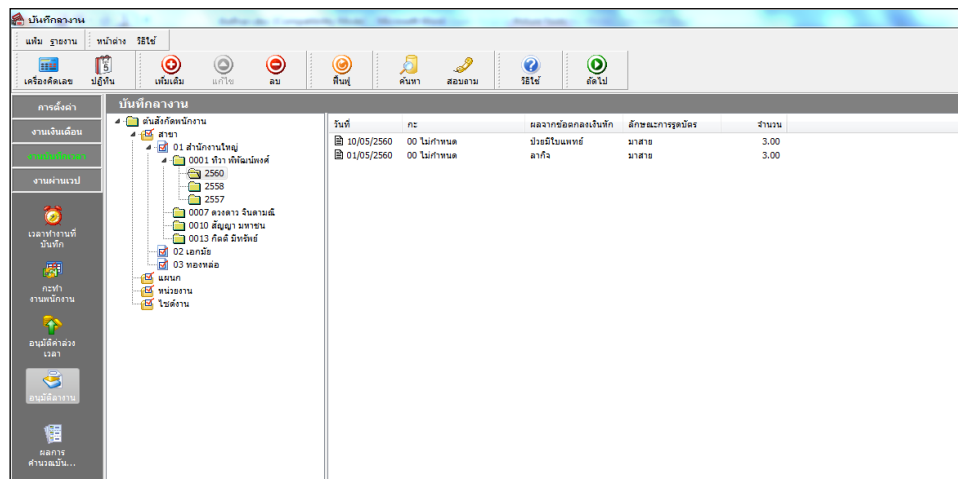 บันทึกลางาน
แฟ้ม รายงาน หน้าต่าง วิธีใช้
เครื่องคิดเลข ปฏิทิน เพิ่มเติม แก้ไข ลบ ฟื้นฟู ค้นหา สอบถาม วิธีใช้ ถัดไป
การตั้งค่า
งานเงินเดือน
งานบันทึกเวลา
งานผ่านเวป
เวลาทำงานที่
บันทึก
กะทำ
งานพนักงาน
อนุมัติค่าล่วง
เวลา
อนุมัติลางาน
ผลการ
คำนวณบัน...
บันทึกลางาน
ต้นสังกัดพนักงาน
สาขา
01 สำนักงานใหญ่
0001 ทิวา พิพัฒน์พงศ์
2560
2558
2557
0007 ดวงดาว จินดามณี
0010 สัญญา มหาชน
0013 กิตติ มิทรัพย์
02 เอกมัย
03 ทองหล่อ
แผนก
หน่วยงาน
ไซด์งาน
วันที่ กะ ผลจากข้อตกลงเงินหัก ลักษณะการรูดบัตร จำนวน
10/05/2560 00 ไม่กำหนด ป่วยมีใบแพทย์ มาสาย 3.00
01/05/2560 00 ไม่กำหนด ลากิจ มาสาย 3.00